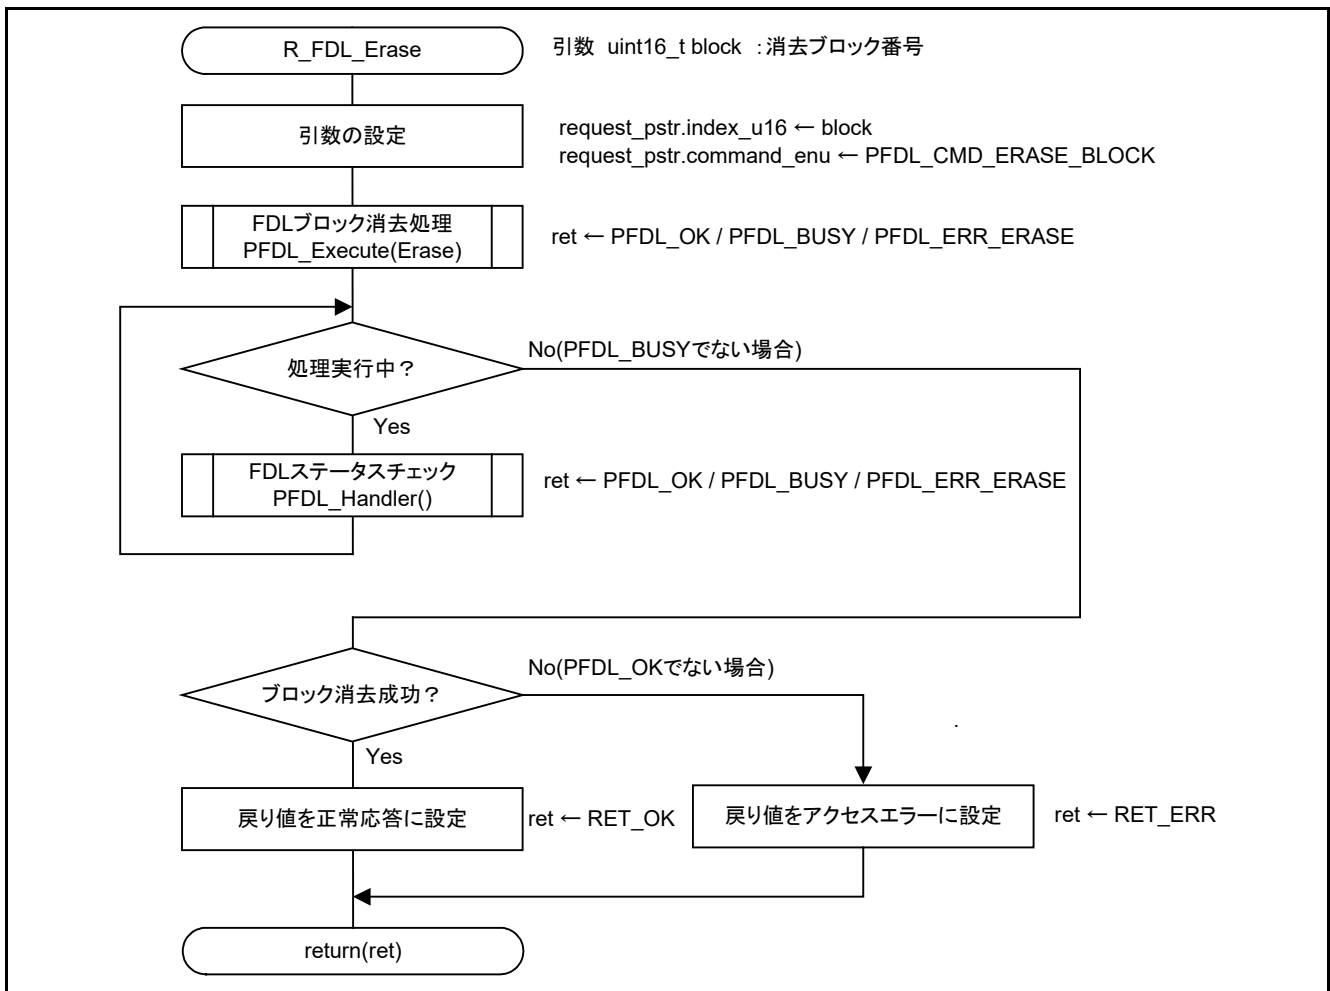 R_FDL_Erase
引数 uint16_t block :消去ブロック番号
引数の設定
request_pstr.index_u16 ← block
request_pstr.command_enu ← PFDL_CMD_ERASE_BLOCK
FDLブロック消去処理
PFDL_Execute(Erase)
ret ← PFDL_OK / PFDL_BUSY / PFDL_ERR_ERASE
処理実行中？
No(PFDL_BUSYでない場合)
Yes
FDLステータスチェック
PFDL_Handler()
ret ← PFDL_OK / PFDL_BUSY / PFDL_ERR_ERASE
ブロック消去成功？
No(PFDL_OKでない場合)
.
Yes
戻り値を正常応答に設定
ret ← RET_OK
戻り値をアクセスエラーに設定
ret ← RET_ERR
return(ret)